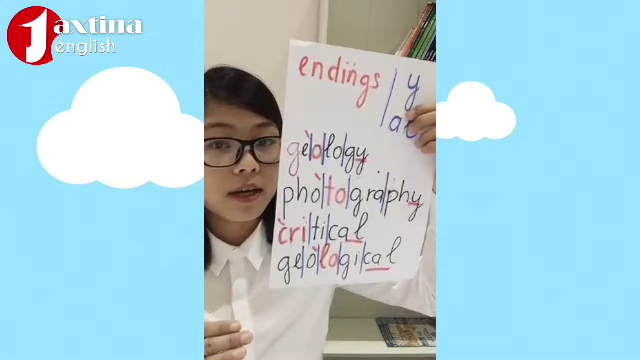 Jaxtina
english
endings
y
al
geology
photography
critical
geological